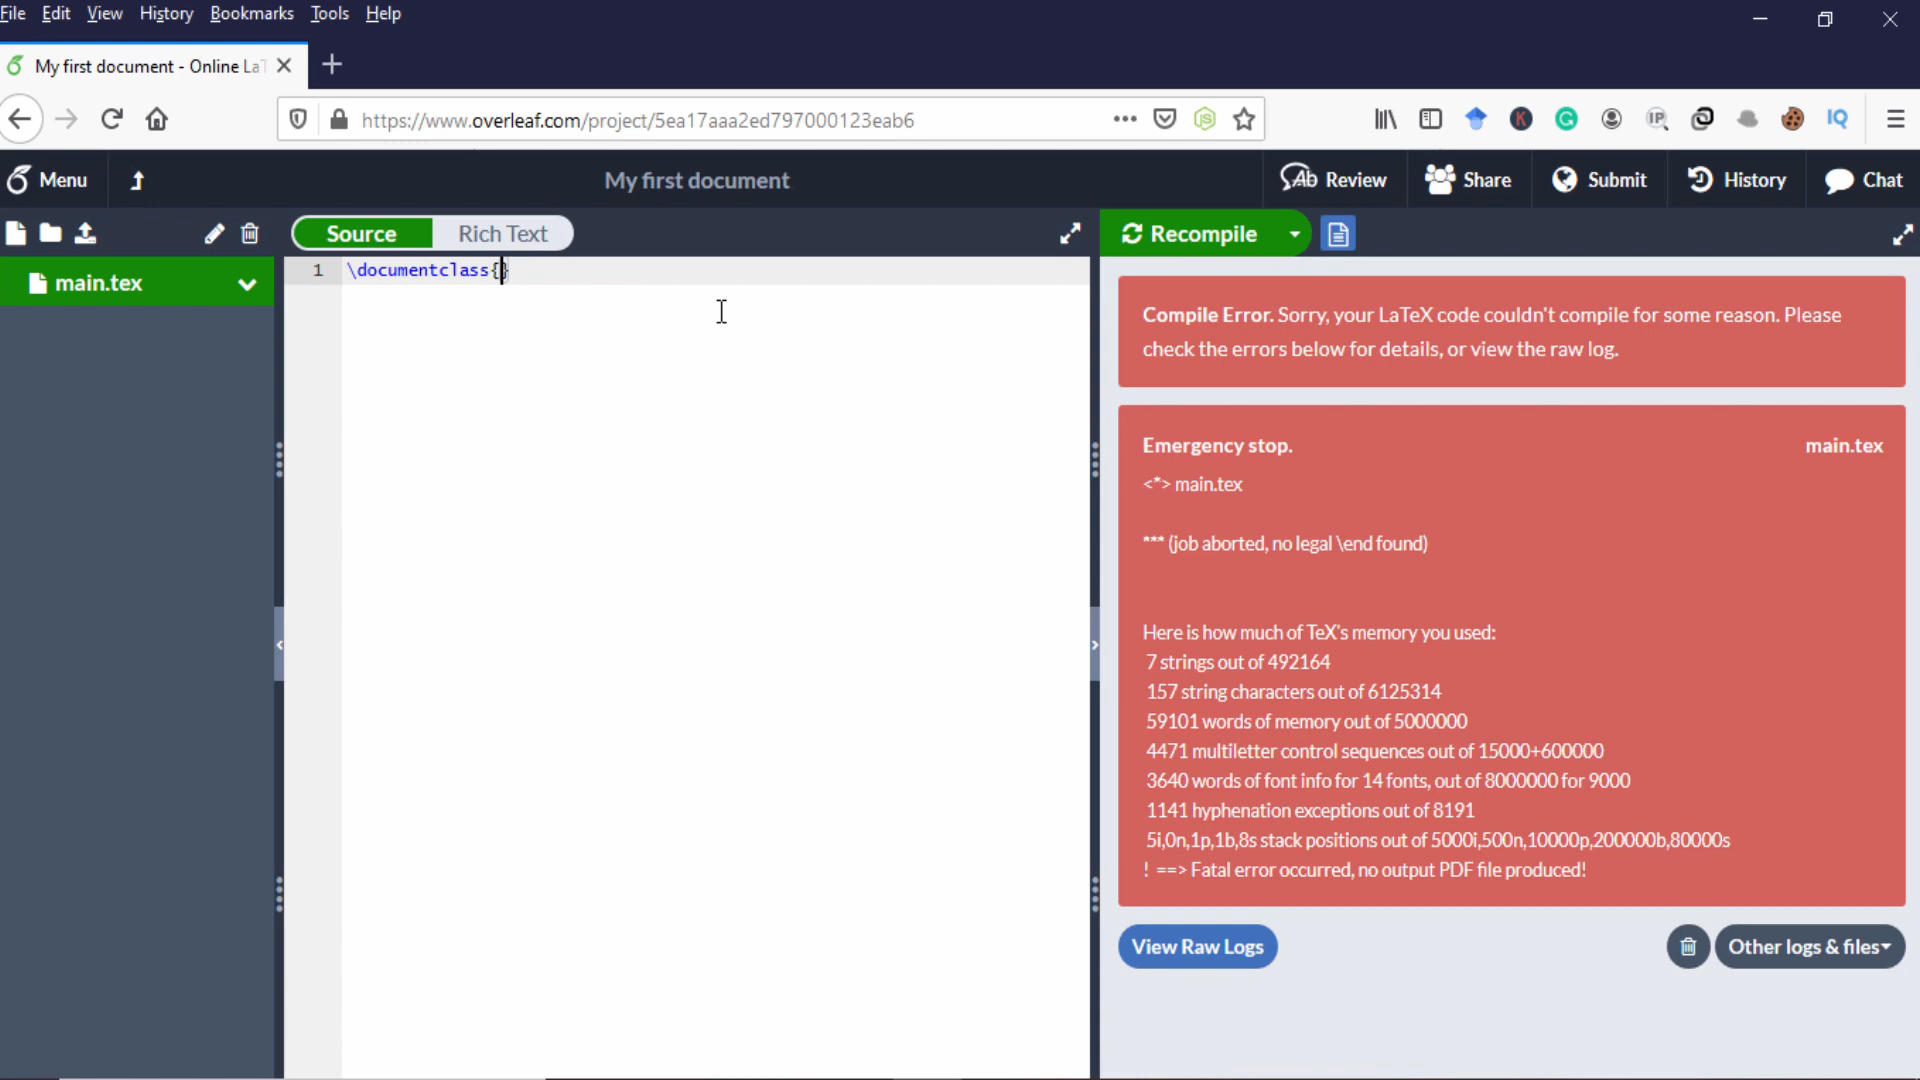 File Edit View History Bookmarks Tools Help
My first document - Online LaT
https://www.overleaf.com/project/5ea17aaa2ed797000123eab6
Menu
My first document
Review
Share
Submit
History
Chat
Source
Rich Text
Recompile
main.tex
1
\documentclass{}
Compile Error. Sorry, your LaTeX code couldn't compile for some reason. Please
check the errors below for details, or view the raw log.
Emergency stop.
main.tex
<*> main.tex
*** (job aborted, no legal \end found)
Here is how much of TeX's memory you used:
7 strings out of 492164
157 string characters out of 6125314
59101 words of memory out of 5000000
4471 multiletter control sequences out of 15000+600000
3640 words of font info for 14 fonts, out of 8000000 for 9000
1141 hyphenation exceptions out of 8191
5i,0n,1p,1b,8s stack positions out of 5000i,500n,10000p,200000b,80000s
! ==> Fatal error occurred, no output PDF file produced!
View Raw Logs
Other logs & files